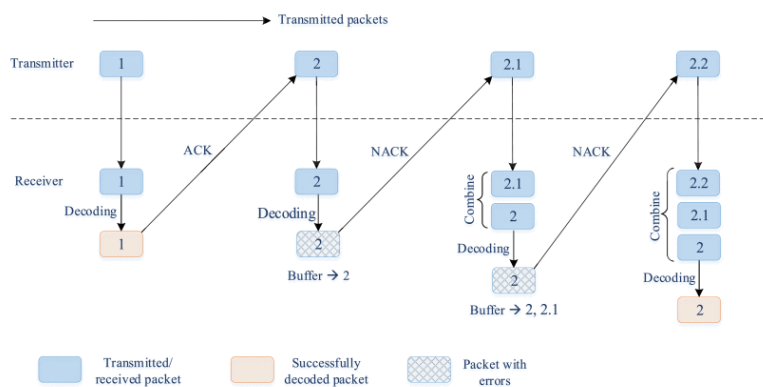 Transmitted packets
Transmitter
1
2
2.1
2.2
ACK
NACK
NACK
Receiver
1
2
Combine
2.1
2
Combine
2.2
2.1
2
Decoding
Decoding
Decoding
Decoding
1
2
2
2
Buffer → 2
Buffer → 2, 2.1
Transmitted/
received packet
Successfully
decoded packet
Packet with
errors